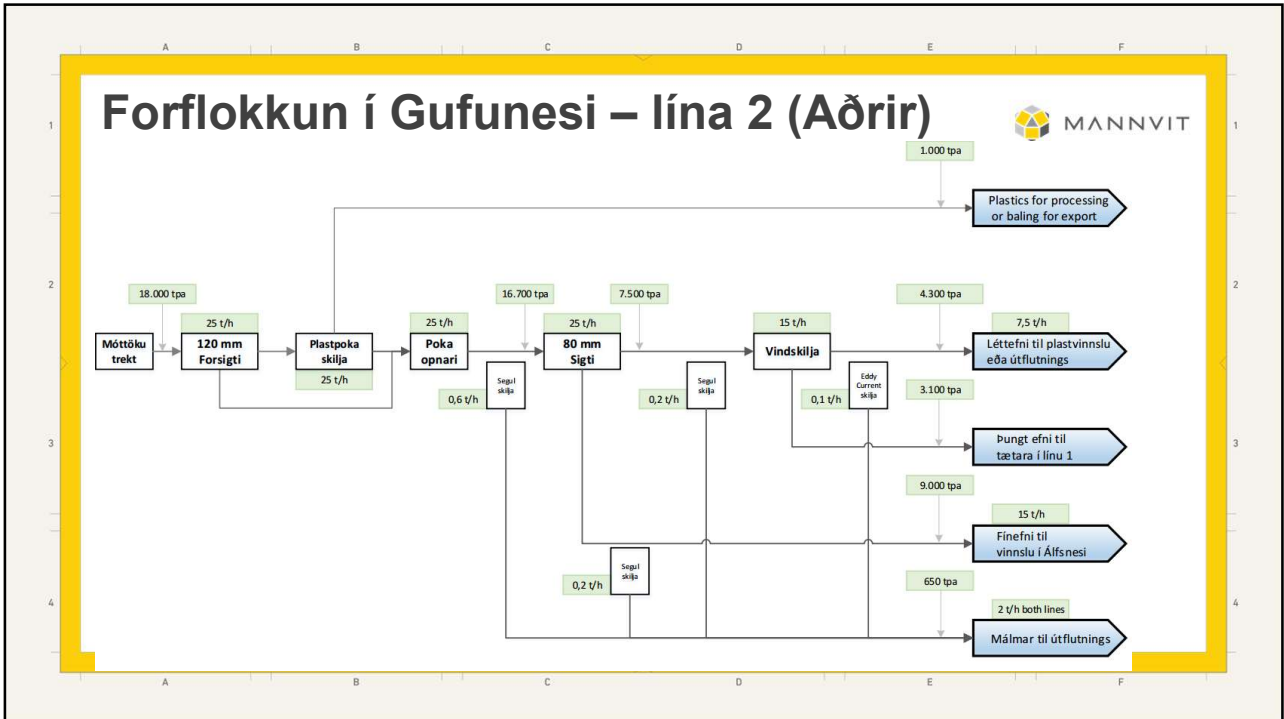 A B C D E F
Forflokkun í Gufunesi – lína 2 (Aðrir)
MANNVIT
1 1
1.000 tpa
Plastics for processing
or baling for export
2 2
18.000 tpa
16.700 tpa
7.500 tpa
4.300 tpa
25 t/h
25 t/h
25 t/h
15 t/h
7,5 t/h
Móttöku
trekt
120 mm
Forsigti
Plastpoka
skilja
25 t/h
Poka
opnari
80 mm
Sigti
Vindskilja
Léttefni til plastvinnslu
eða útflutnings
0,6 t/h
Segul
skilja
0,2 t/h
Segul
skilja
0,1 t/h
Eddy
Current
skilja
3.100 tpa
3 3
Þungt efni til
tætara í línu 1
9.000 tpa
15 t/h
Fínefni til
vinnslu í Álfsnesi
0,2 t/h
Segul
skilja
650 tpa
4 4
2 t/h both lines
Málmar til útflutnings
A B C D E F